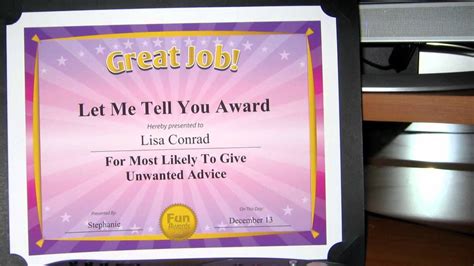 Great Job!
Let Me Tell You Award
Hereby presented to
Lisa Conrad
For Most Likely To Give
Unwanted Advice
Presented By:
On This Day:
Stephanie
Fun
Awards
December 13